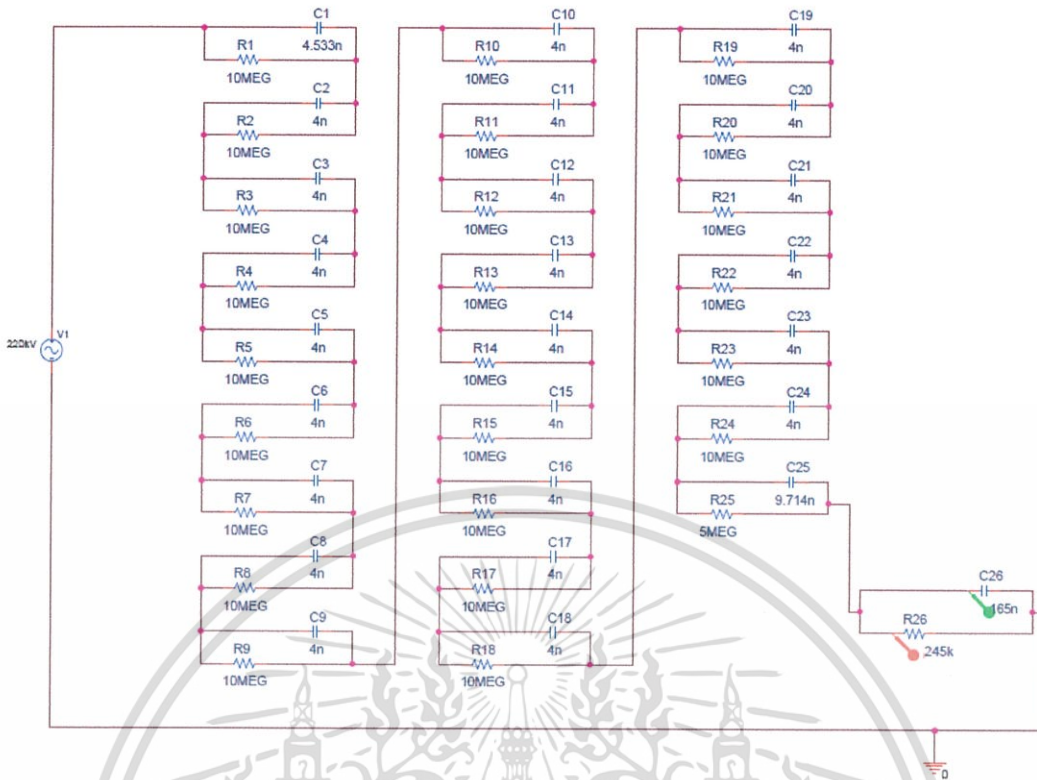 V1
220kV
C1
4.533n
R1
10MEG
C2
4n
R2
10MEG
C3
4n
R3
10MEG
C4
4n
R4
10MEG
C5
4n
R5
10MEG
C6
4n
R6
10MEG
C7
4n
R7
10MEG
C8
4n
R8
10MEG
C9
4n
R9
10MEG
C10
4n
R10
10MEG
C11
4n
R11
10MEG
C12
4n
R12
10MEG
C13
4n
R13
10MEG
C14
4n
R14
10MEG
C15
4n
R15
10MEG
C16
4n
R16
10MEG
C17
4n
R17
10MEG
C18
4n
R18
10MEG
C19
4n
R19
10MEG
C20
4n
R20
10MEG
C21
4n
R21
10MEG
C22
4n
R22
10MEG
C23
4n
R23
10MEG
C24
4n
R24
10MEG
C25
9.714n
R25
5MEG
C26
165n
R26
245k
0